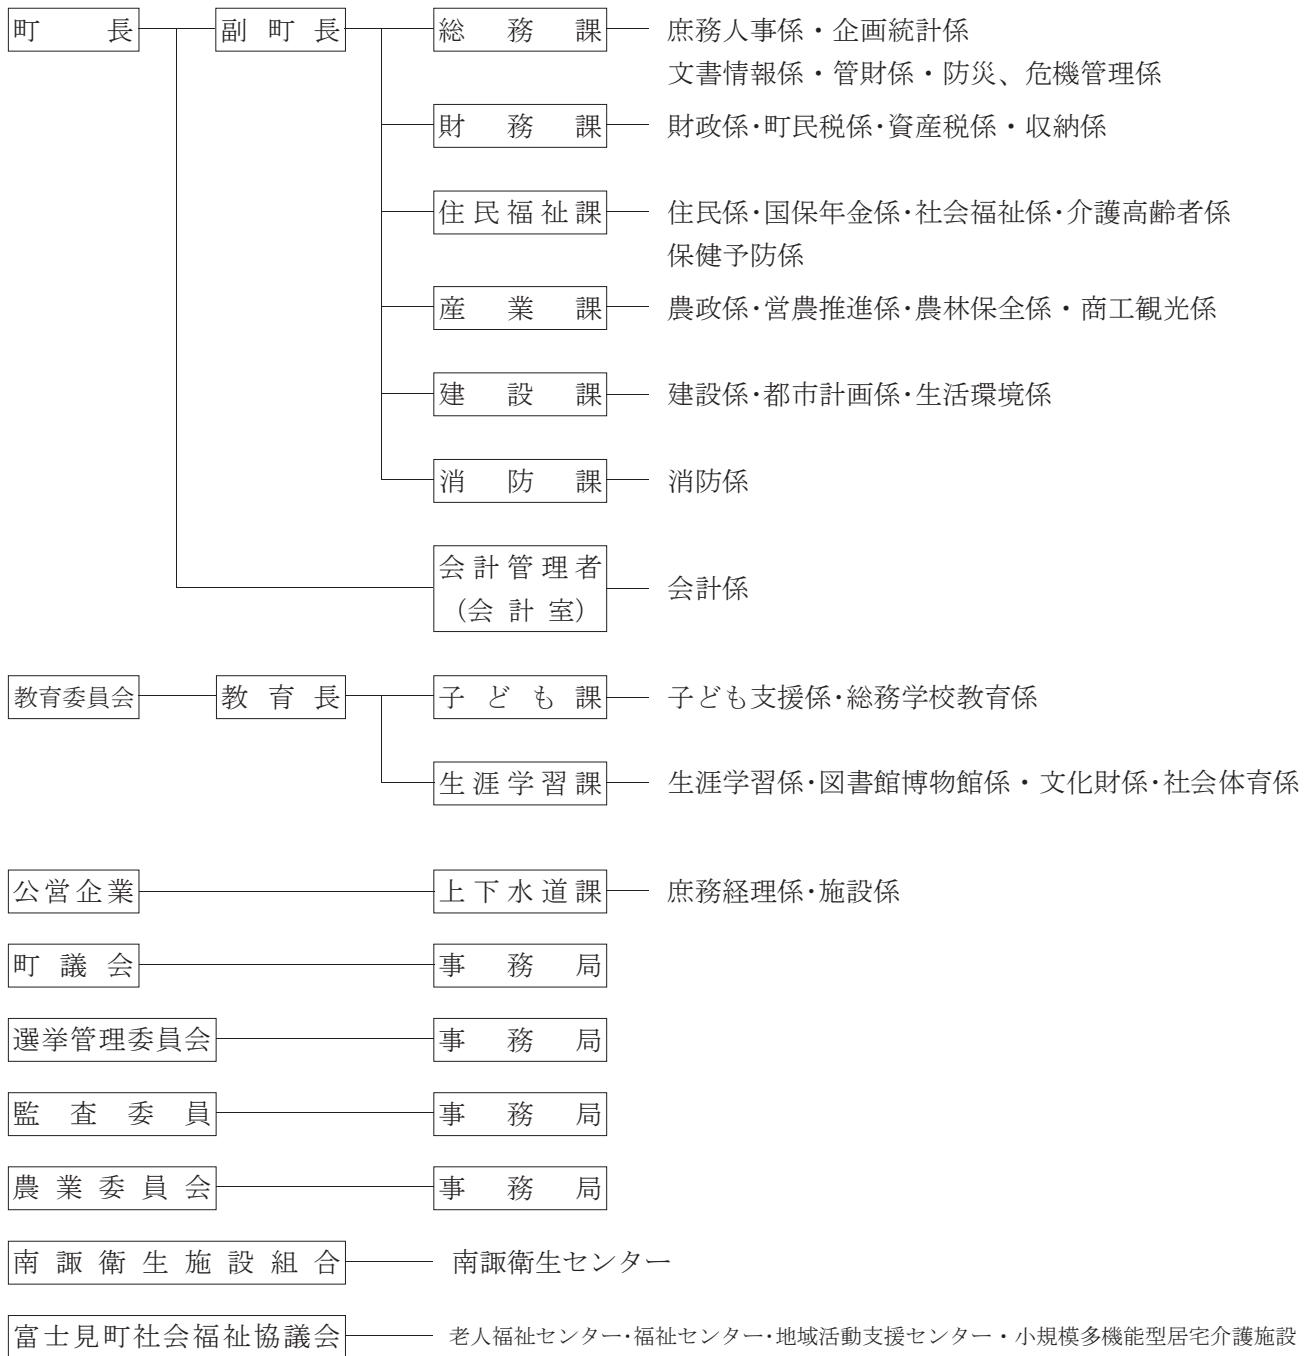 町長 副町長 総務課 庶務人事係・企画統計係
文書情報係・管財係・防災、危機管理係
財務課 財政係・町民税係・資産税係・収納係
住民福祉課 住民係・国保年金係・社会福祉係・介護高齢者係
保健予防係
産業課 農政係・営農推進係・農林保全係・商工観光係
建設課 建設係・都市計画係・生活環境係
消防課 消防係
会計管理者
(会計室) 会計係
教育委員会 教育長 子ども課 子ども支援係・総務学校教育係
生涯学習課 生涯学習係・図書館博物館係・文化財係・社会体育係
公営企業 上下水道課 庶務経理係・施設係
町議会 事務局
選挙管理委員会 事務局
監査委員 事務局
農業委員会 事務局
南諏衛生施設組合 南諏衛生センター
富士見町社会福祉協議会 老人福祉センター・福祉センター・地域活動支援センター・小規模多機能型居宅介護施設